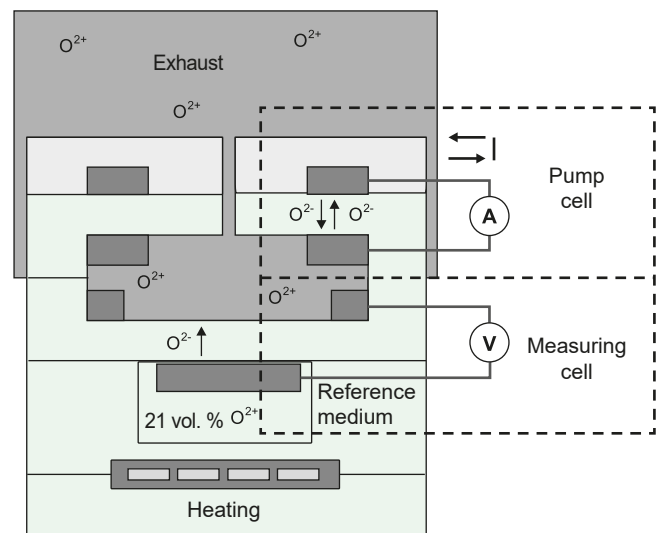 O²⁺
O²⁺
Exhaust
O²⁺
I
Pump
cell
O²⁻ O²⁻
A
O²⁺
O²⁺
O²⁻
V
Measuring
cell
Reference
medium
21 vol. % O²⁺
Heating